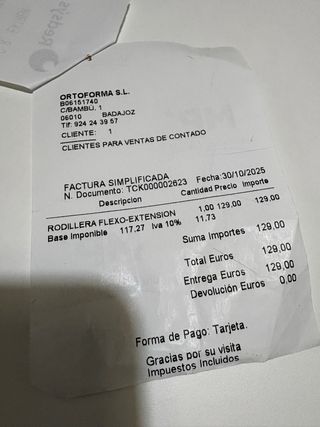 Redsýs
ORTOFORMA S.L.
B06151740
C/BAMBÚ. 1
06010 BADAJOZ
Tlf: 924 24 39 57
CLIENTE: 1
CLIENTES PARA VENTAS DE CONTADO
FACTURA SIMPLIFICADA
N. Documento: TCK000002623 Fecha:30/10/2025
Descripcion Cantidad Precio Importe
RODILLERA FLEXO-EXTENSION 1,00 129,00 129,00
Base Imponible 117,27 Iva 10% 11,73
Suma Importes 129,00
Total Euros 129,00
Entrega Euros 129,00
Devolución Euros 0,00
Forma de Pago: Tarjeta.
Gracias por su visita
Impuestos Incluidos